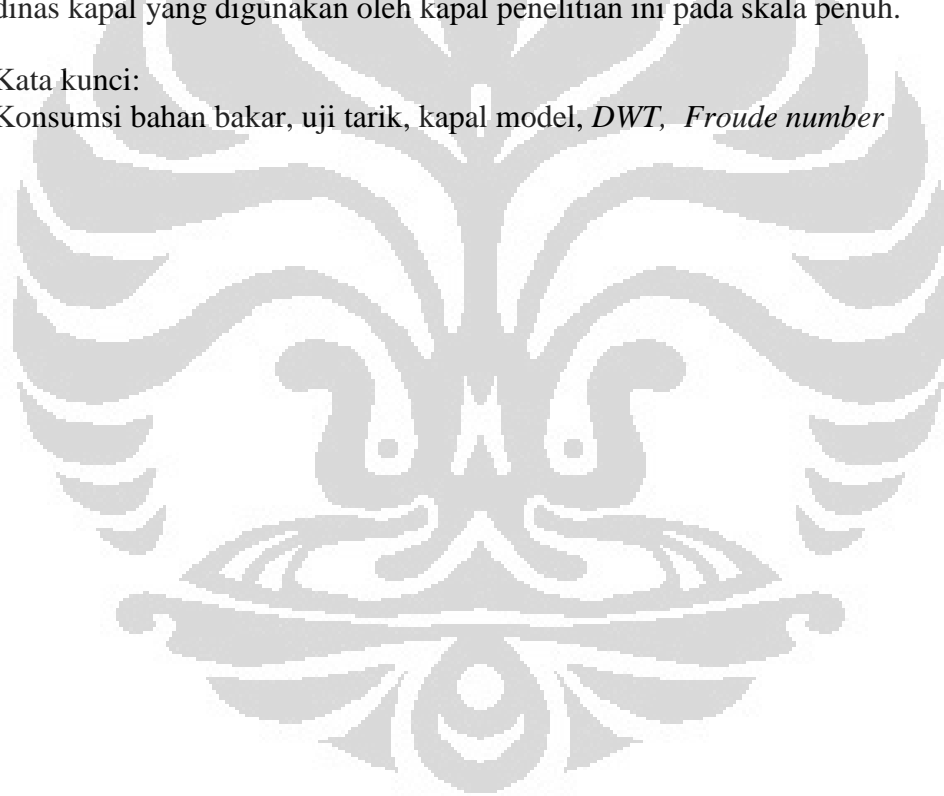 dinas kapal yang digunakan oleh kapal penelitian ini pada skala penuh.
Kata kunci:
Konsumsi bahan bakar, uji tarik, kapal model, DWT, Froude number